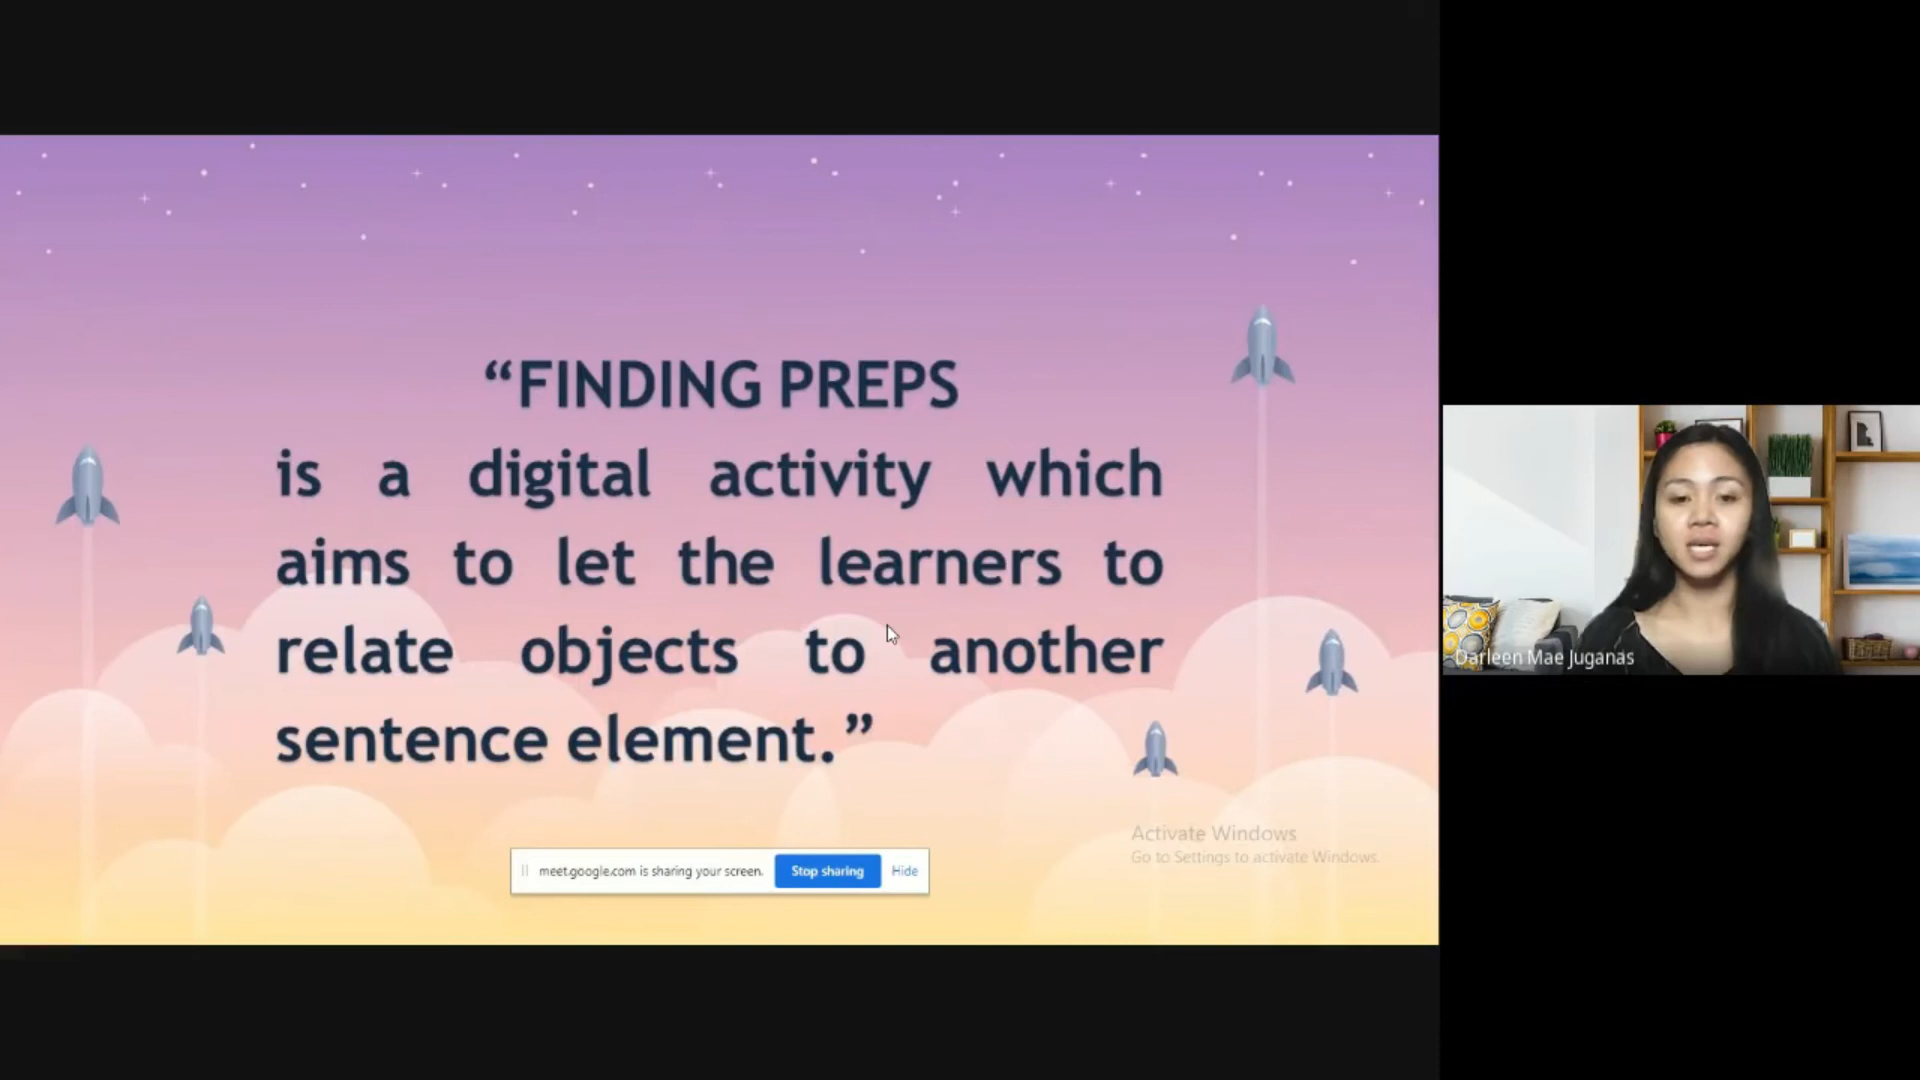 “FINDING PREPS
is a digital activity which
aims to let the learners to
relate objects to another
sentence element.”
Activate Windows
Go to Settings to activate Windows.
meet.google.com is sharing your screen.
Stop sharing
Hide
Darleen Mae Juganas